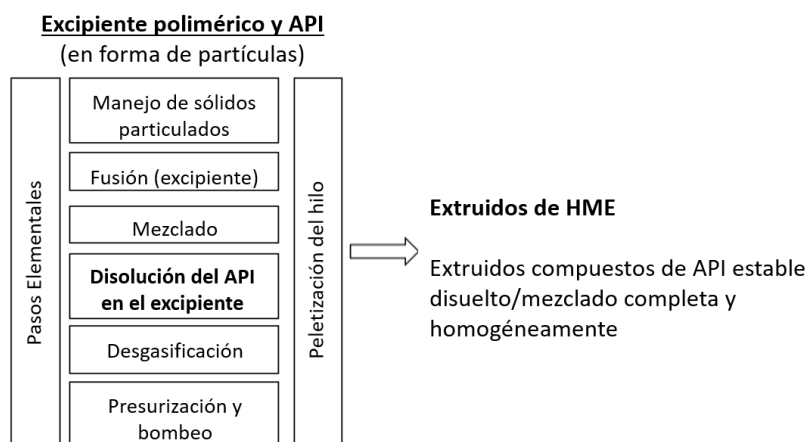 Excipiente polimérico y API
(en forma de partículas)
Pasos Elementales
Manejo de sólidos
particulados
Fusión (excipiente)
Mezclado
Disolución del API
en el excipiente
Desgasificación
Presurización y
bombeo
Peletización del hilo
Extruidos de HME
Extruidos compuestos de API estable
disuelto/mezclado completa y
homogéneamente